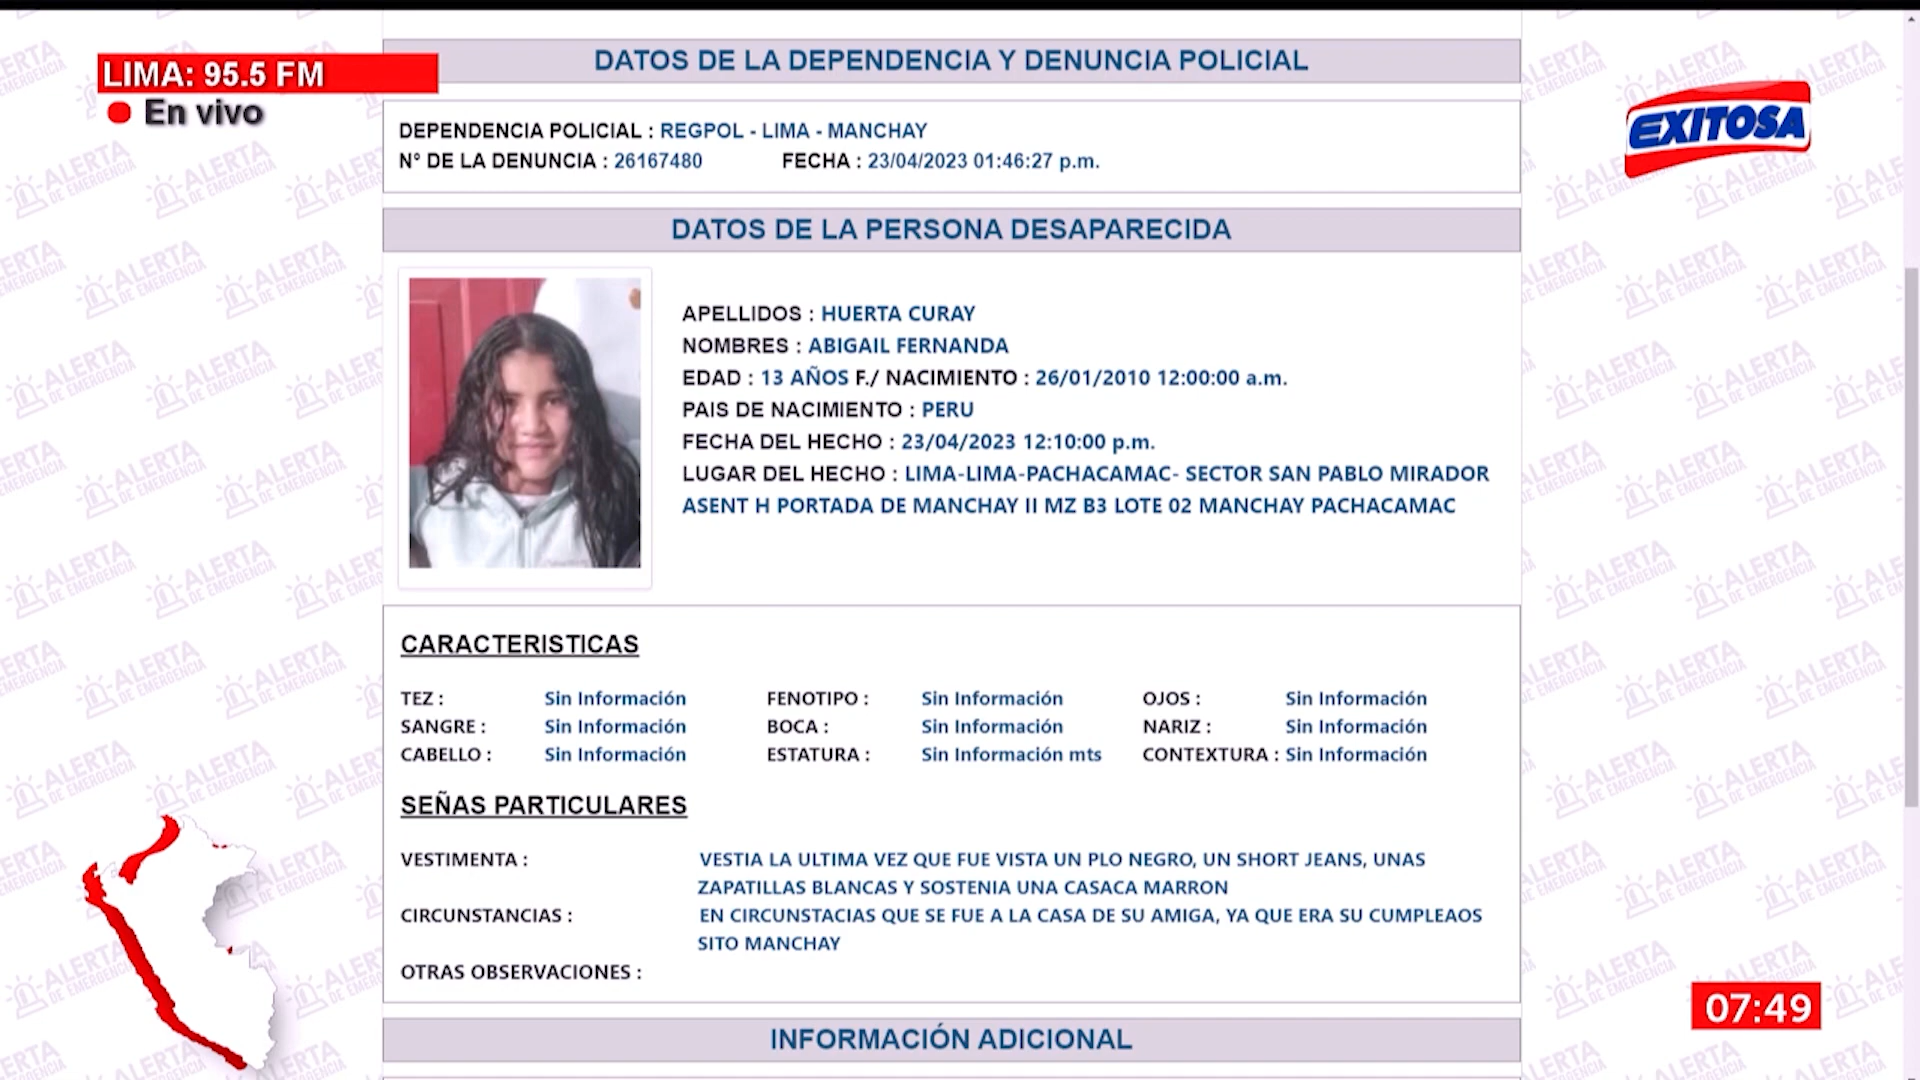 DATOS DE LA DEPENDENCIA Y DENUNCIA POLICIAL
LIMA: 95.5 FM
En vivo
EXITOSA
DEPENDENCIA POLICIAL : REGPOL - LIMA - MANCHAY
N° DE LA DENUNCIA : 26167480 FECHA : 23/04/2023 01:46:27 p.m.
DATOS DE LA PERSONA DESAPARECIDA
APELLIDOS : HUERTA CURAY
NOMBRES : ABIGAIL FERNANDA
EDAD : 13 AÑOS F./ NACIMIENTO : 26/01/2010 12:00:00 a.m.
PAIS DE NACIMIENTO : PERU
FECHA DEL HECHO : 23/04/2023 12:10:00 p.m.
LUGAR DEL HECHO : LIMA-LIMA-PACHACAMAC- SECTOR SAN PABLO MIRADOR
ASENT H PORTADA DE MANCHAY II MZ B3 LOTE 02 MANCHAY PACHACAMAC
CARACTERISTICAS
TEZ : Sin Información FENOTIPO : Sin Información OJOS : Sin Información
SANGRE : Sin Información BOCA : Sin Información NARIZ : Sin Información
CABELLO : Sin Información ESTATURA : Sin Información mts CONTEXTURA : Sin Información
SEÑAS PARTICULARES
VESTIMENTA : VESTIA LA ULTIMA VEZ QUE FUE VISTA UN PLO NEGRO, UN SHORT JEANS, UNAS
ZAPATILLAS BLANCAS Y SOSTENIA UNA CASACA MARRON
CIRCUNSTANCIAS : EN CIRCUNSTACIAS QUE SE FUE A LA CASA DE SU AMIGA, YA QUE ERA SU CUMPLEAOS
SITO MANCHAY
OTRAS OBSERVACIONES :
07:49
INFORMACIÓN ADICIONAL
ALERTA
DE EMERGENCIA